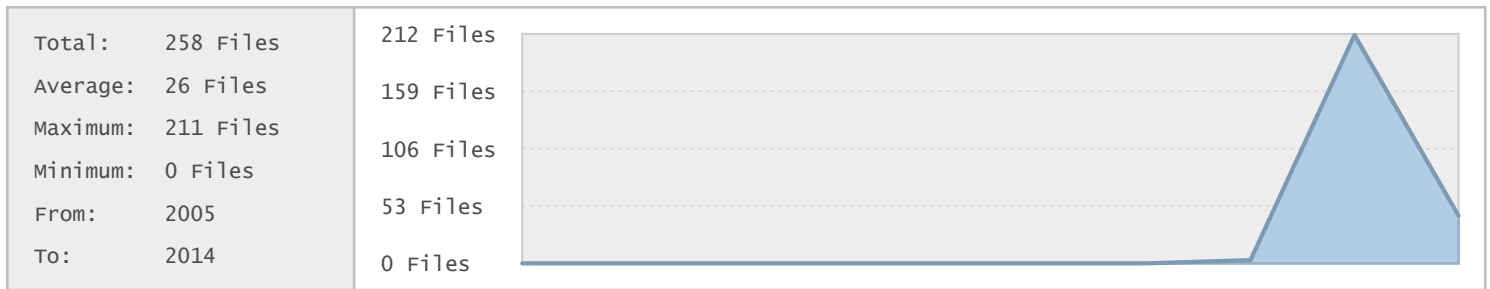 Total: 258 Files
Average: 26 Files
Maximum: 211 Files
Minimum: 0 Files
From: 2005
To: 2014
212 Files
159 Files
106 Files
53 Files
0 Files